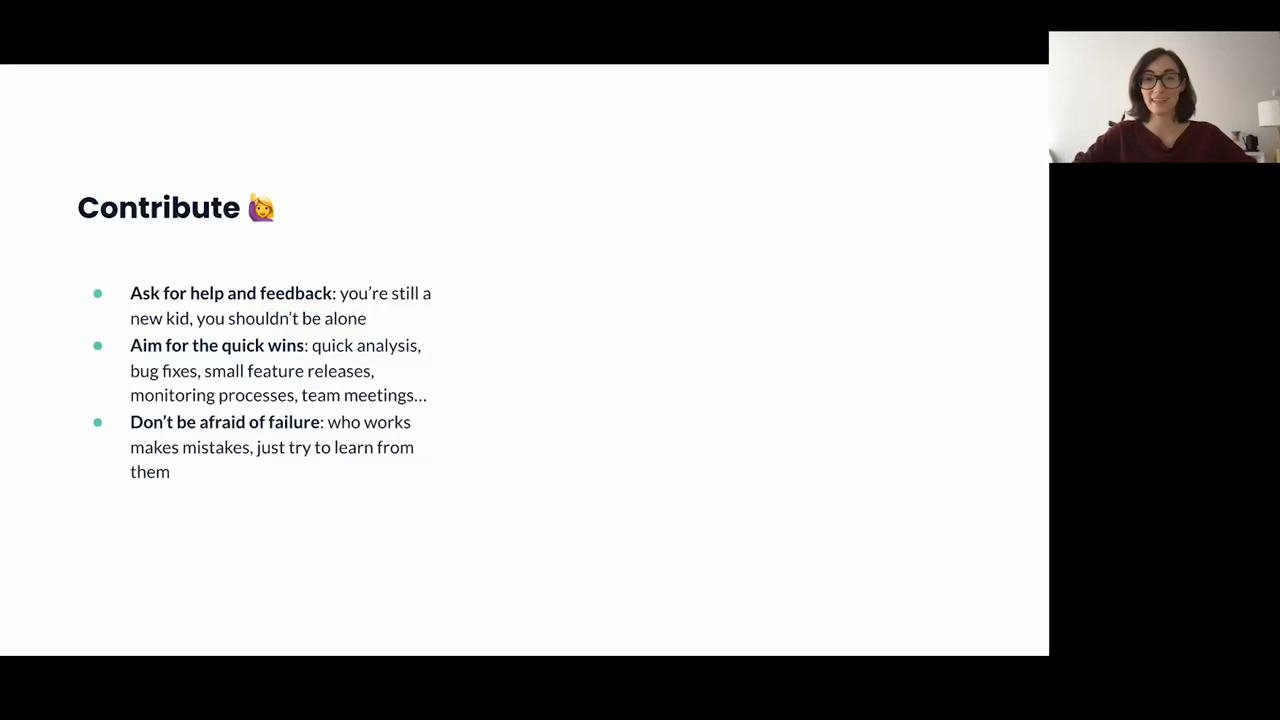 Contribute 🙋‍♀️
● Ask for help and feedback: you’re still a
new kid, you shouldn’t be alone
● Aim for the quick wins: quick analysis,
bug fixes, small feature releases,
monitoring processes, team meetings…
● Don’t be afraid of failure: who works
makes mistakes, just try to learn from
them